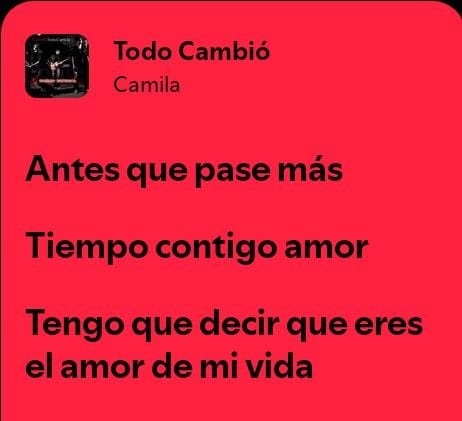 Todo Cambió
Camila
Antes que pase más
Tiempo contigo amor
Tengo que decir que eres
el amor de mi vida